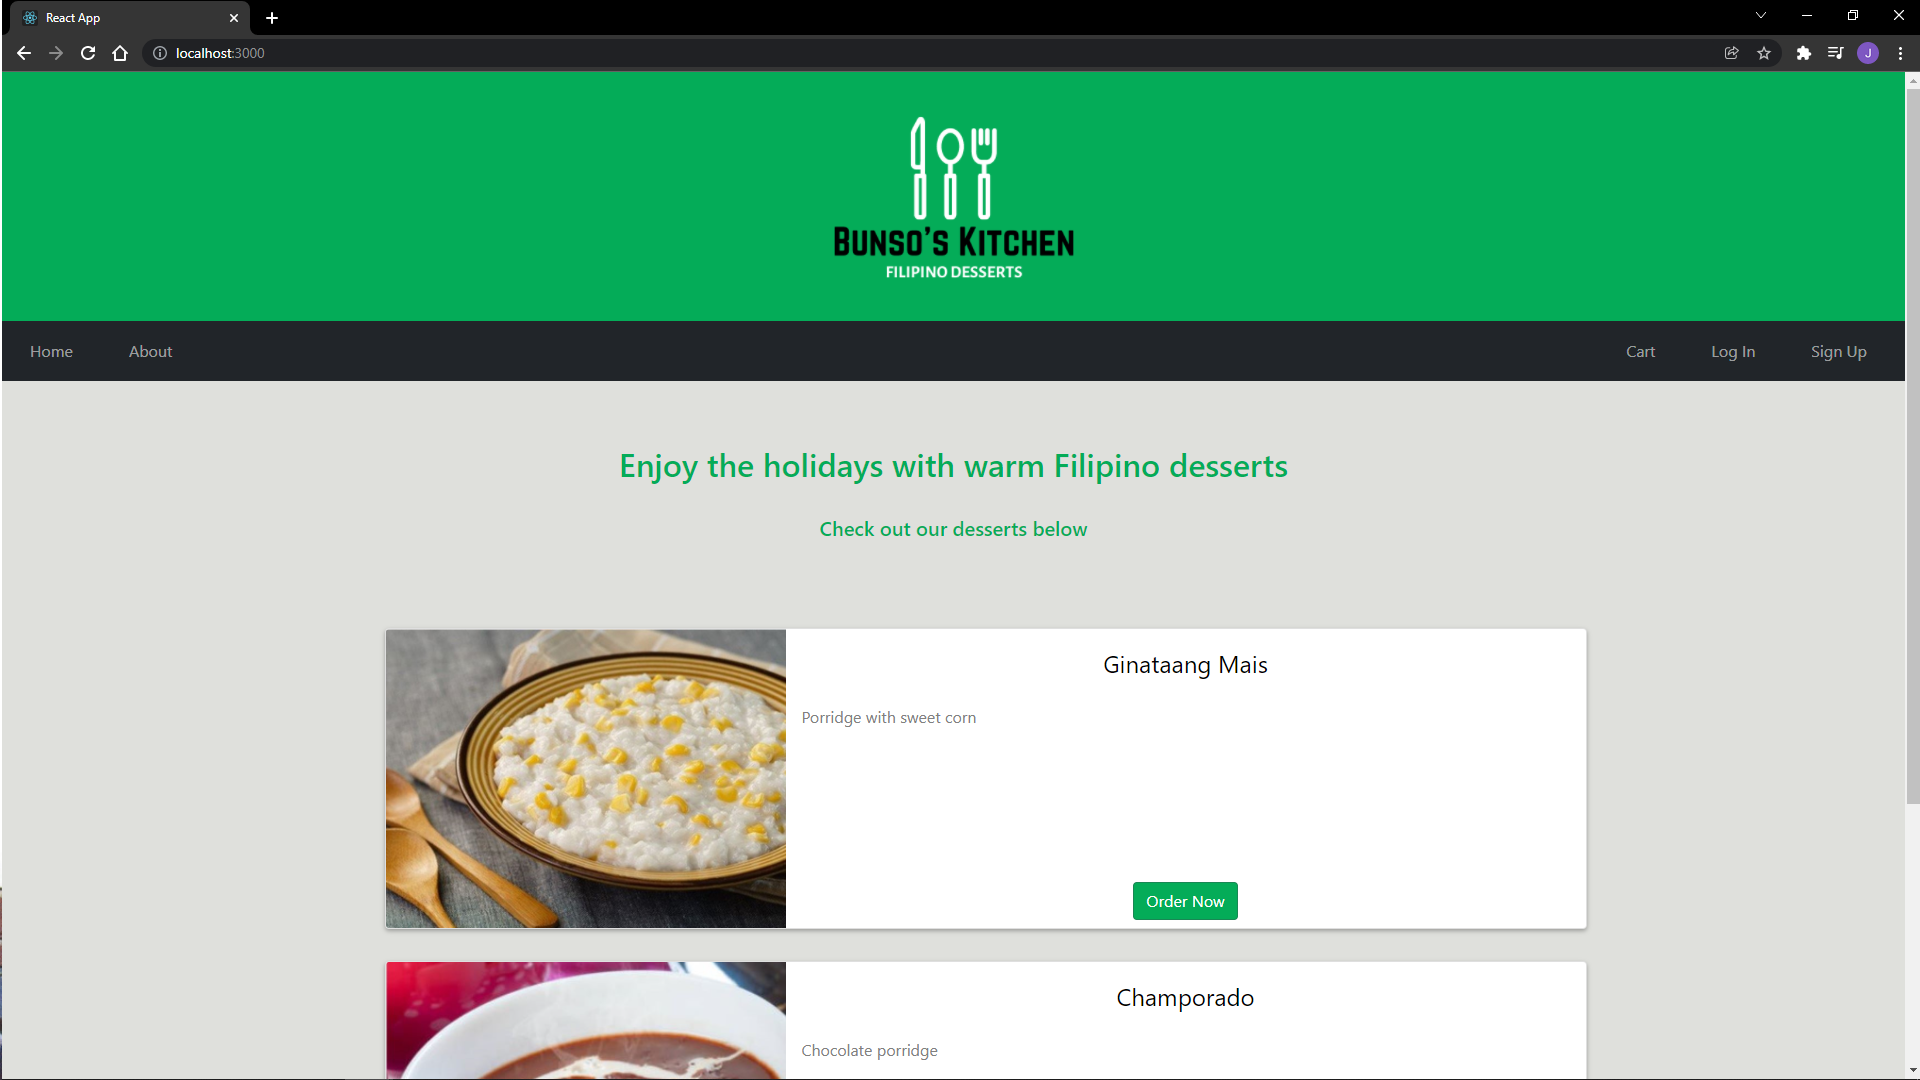 React App
localhost:3000
J
BUNSO'S KITCHEN
FILIPINO DESSERTS
Home
About
Cart
Log In
Sign Up
Enjoy the holidays with warm Filipino desserts
Check out our desserts below
Ginataang Mais
Porridge with sweet corn
Order Now
Champorado
Chocolate porridge